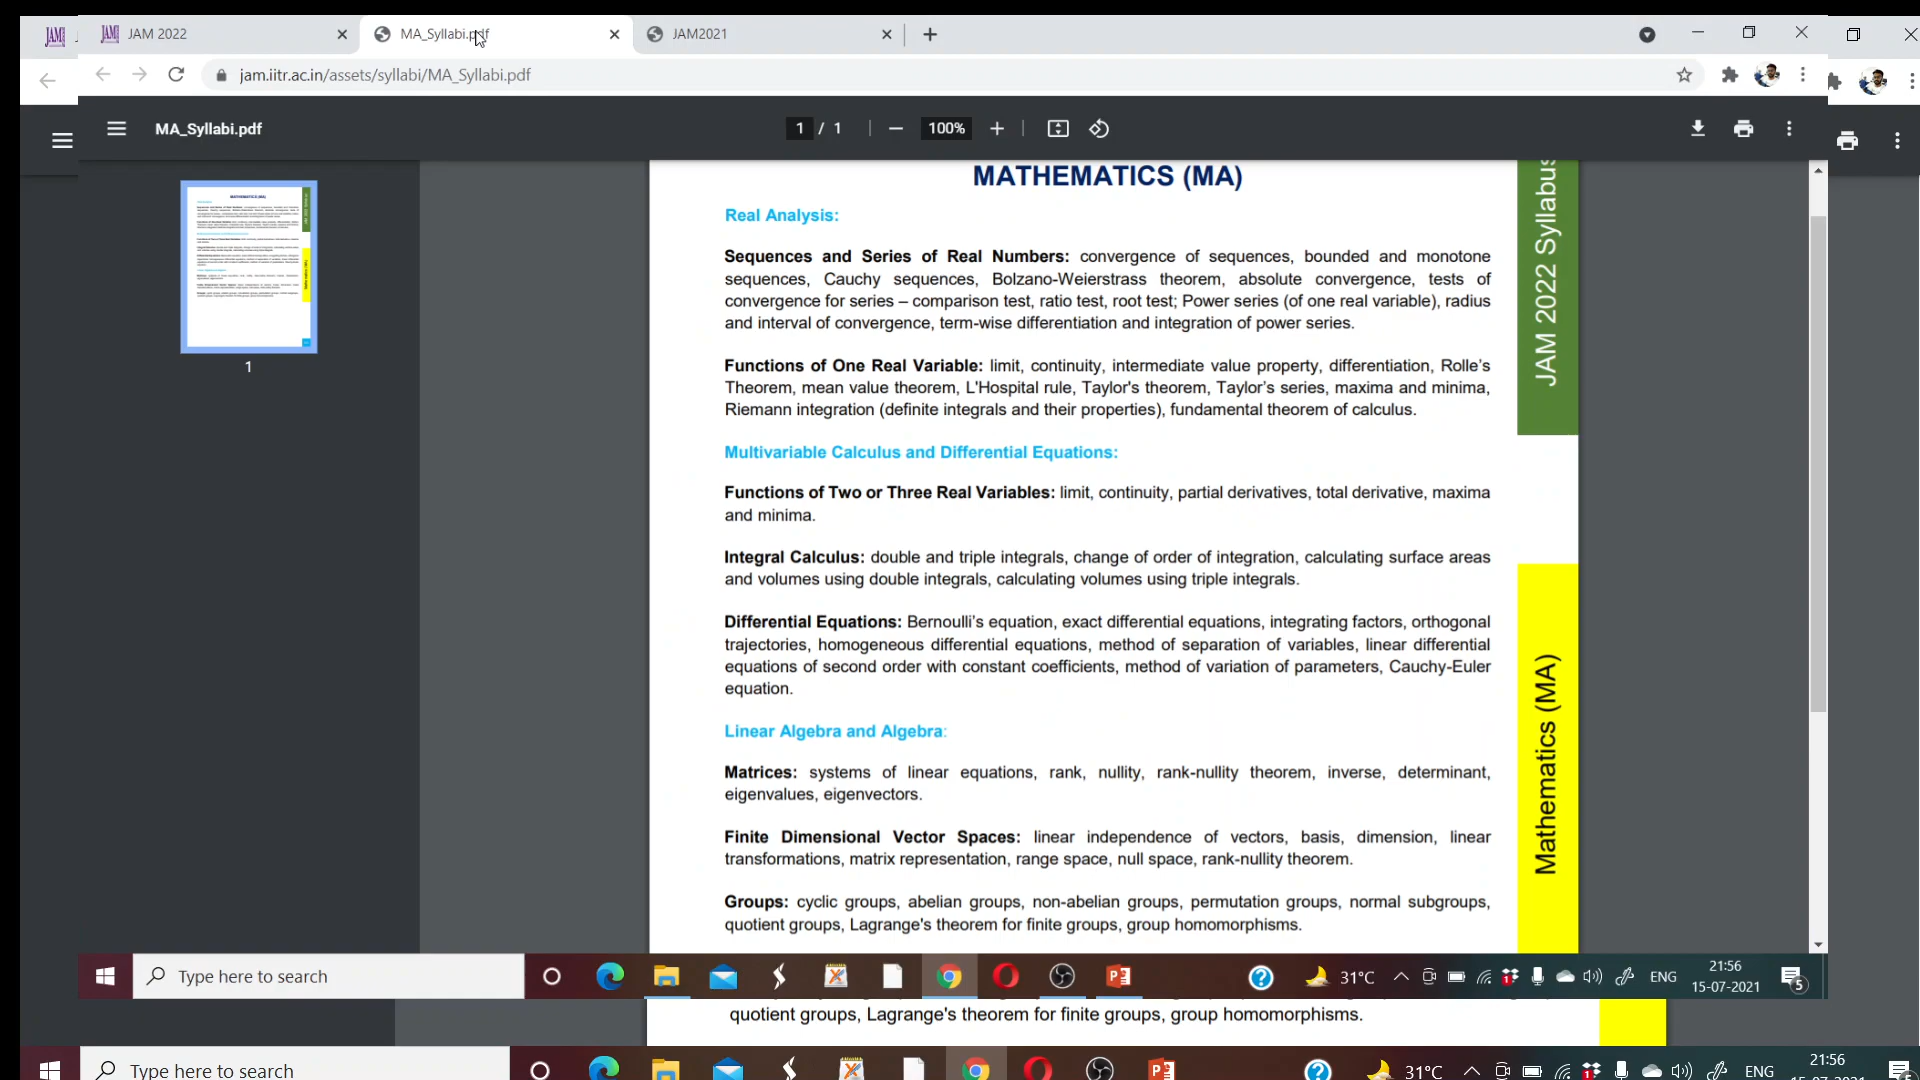 JAM 2022
MA_Syllabi.pdf
JAM2021
jam.iitr.ac.in/assets/syllabi/MA_Syllabi.pdf
MA_Syllabi.pdf
1 / 1
100%
1
MATHEMATICS (MA)
Real Analysis:
Sequences and Series of Real Numbers: convergence of sequences, bounded and monotone
sequences, Cauchy sequences, Bolzano-Weierstrass theorem, absolute convergence, tests of
convergence for series – comparison test, ratio test, root test; Power series (of one real variable), radius
and interval of convergence, term-wise differentiation and integration of power series.
Functions of One Real Variable: limit, continuity, intermediate value property, differentiation, Rolle's
Theorem, mean value theorem, L'Hospital rule, Taylor's theorem, Taylor's series, maxima and minima,
Riemann integration (definite integrals and their properties), fundamental theorem of calculus.
Multivariable Calculus and Differential Equations:
Functions of Two or Three Real Variables: limit, continuity, partial derivatives, total derivative, maxima
and minima.
Integral Calculus: double and triple integrals, change of order of integration, calculating surface areas
and volumes using double integrals, calculating volumes using triple integrals.
Differential Equations: Bernoulli's equation, exact differential equations, integrating factors, orthogonal
trajectories, homogeneous differential equations, method of separation of variables, linear differential
equations of second order with constant coefficients, method of variation of parameters, Cauchy-Euler
equation.
Linear Algebra and Algebra:
Matrices: systems of linear equations, rank, nullity, rank-nullity theorem, inverse, determinant,
eigenvalues, eigenvectors.
Finite Dimensional Vector Spaces: linear independence of vectors, basis, dimension, linear
transformations, matrix representation, range space, null space, rank-nullity theorem.
Groups: cyclic groups, abelian groups, non-abelian groups, permutation groups, normal subgroups,
quotient groups, Lagrange's theorem for finite groups, group homomorphisms.
JAM 2022 Syllabus
Mathematics (MA)
Type here to search
31°C
ENG
21:56
15-07-2021
5
quotient groups, Lagrange's theorem for finite groups, group homomorphisms.
Type here to search
31°C
ENG
21:56